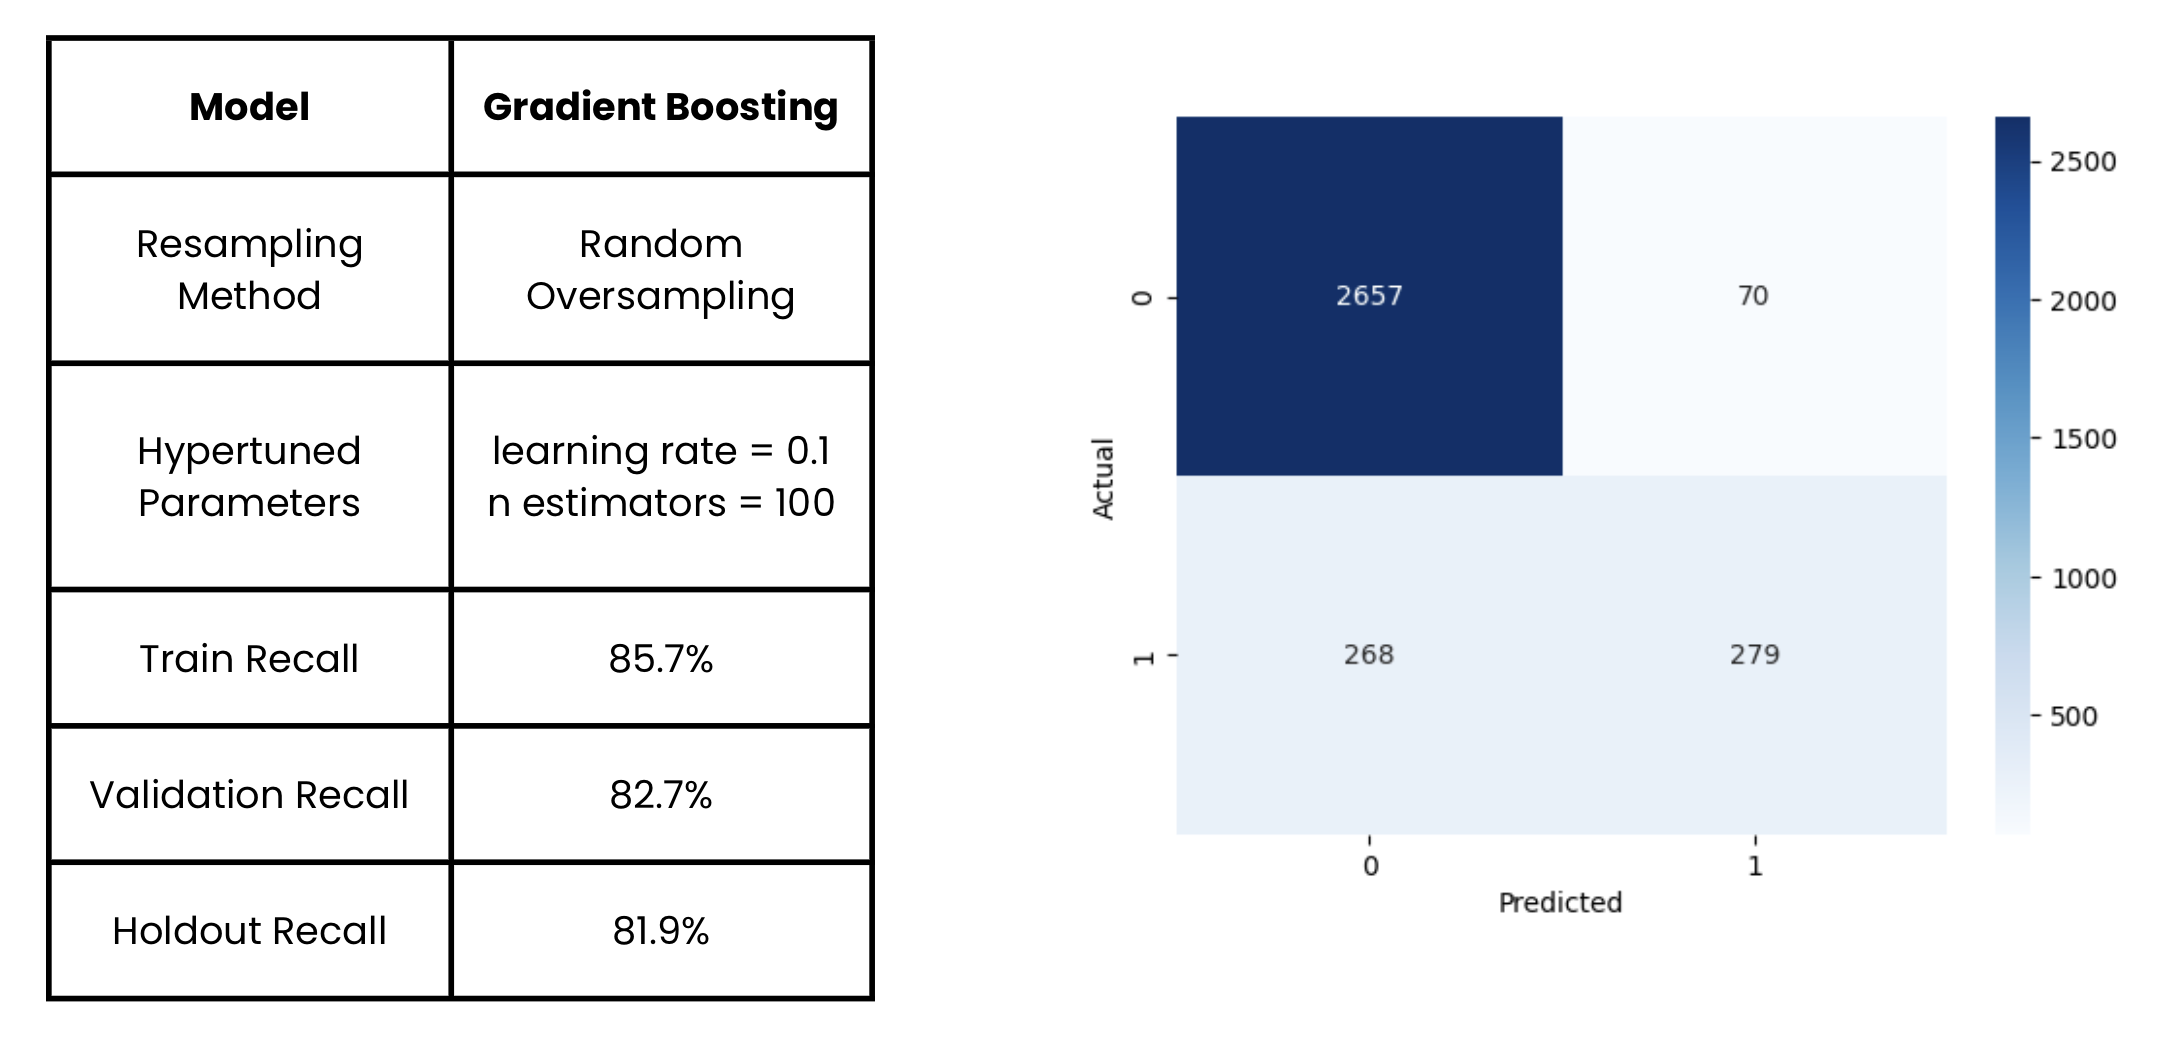 Model
Gradient Boosting
Resampling
Method
Random
Oversampling
Hypertuned
Parameters
learning rate = 0.1
n estimators = 100
Train Recall
85.7%
Validation Recall
82.7%
Holdout Recall
81.9%
Actual
0
1
2657
70
268
279
0
1
Predicted
2500
2000
1500
1000
500